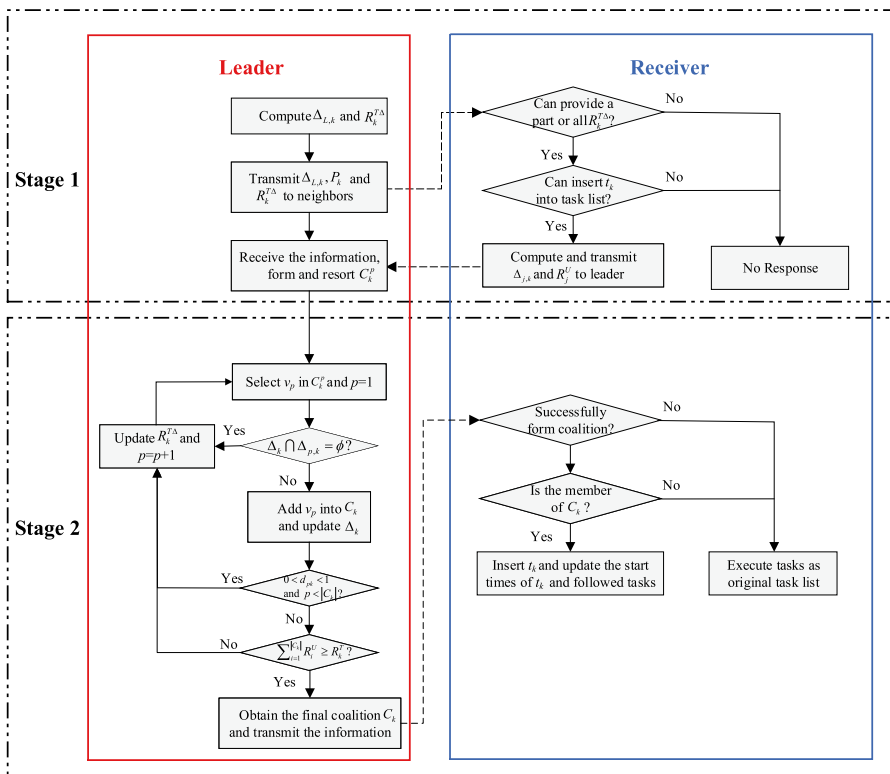 Leader
Receiver
Stage 1
Compute Δ_{L,k} and R_k^{TΔ}
Transmit Δ_{L,k}, P_k and
R_k^{TΔ} to neighbors
Receive the information,
form and resort C_k^p
Can provide a
part or all R_k^{TΔ}?
No
Yes
Can insert t_k
into task list?
No
Yes
Compute and transmit
Δ_{j,k} and R_j^U to leader
No Response
Stage 2
Select v_p in C_k^p and p=1
Update R_k^{TΔ} and
p=p+1
Yes
Δ_k ⋂ Δ_{p,k} = ϕ ?
No
Add v_p into C_k
and update Δ_k
Yes
0 < d_{pk} < 1
and p < |C_k|?
No
No
∑_{i=1}^{|C_k|} R_i^U ≥ R_k^T ?
Yes
Obtain the final coalition C_k
and transmit the information
Successfully
form coalition?
No
Is the member
of C_k ?
No
Yes
Insert t_k and update the start
times of t_k and followed tasks
Execute tasks as
original task list